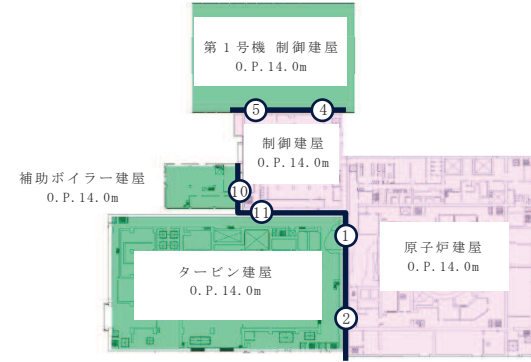 第1号機 制御建屋
O.P.14.0m
⑤
④
制御建屋
O.P.14.0m
補助ボイラー建屋
O.P.14.0m
⑩
⑪
①
原子炉建屋
O.P.14.0m
タービン建屋
O.P.14.0m
②